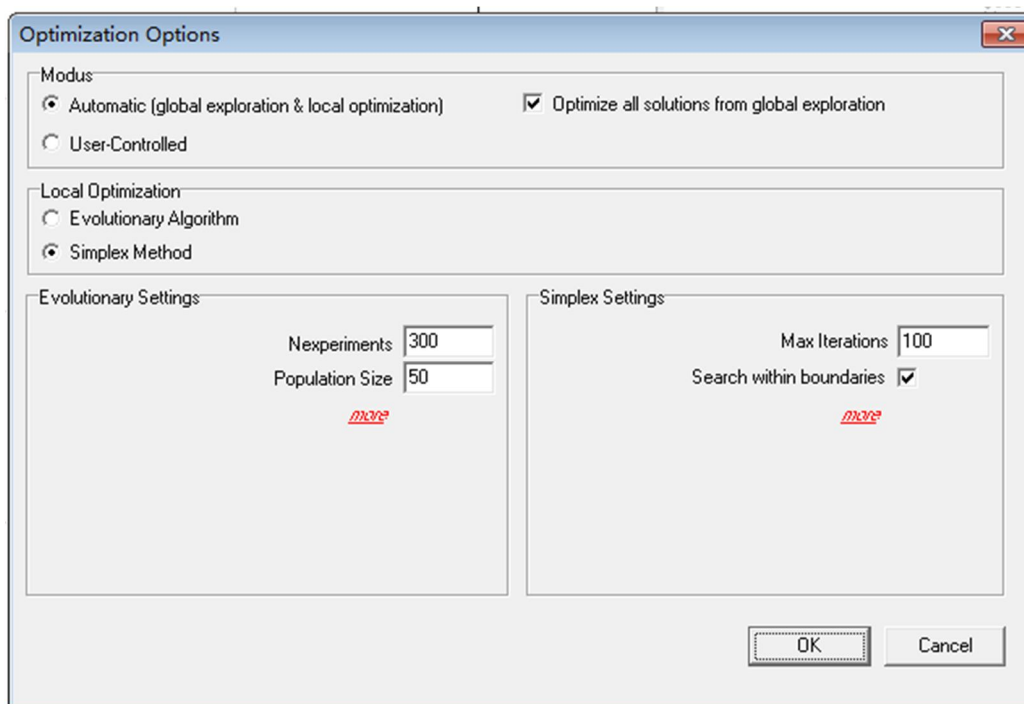 Optimization Options
Modus
Automatic (global exploration & local optimization)
Optimize all solutions from global exploration
User-Controlled
Local Optimization
Evolutionary Algorithm
Simplex Method
Evolutionary Settings
Nexperiments 300
Population Size 50
more
Simplex Settings
Max Iterations 100
Search within boundaries
more
OK
Cancel